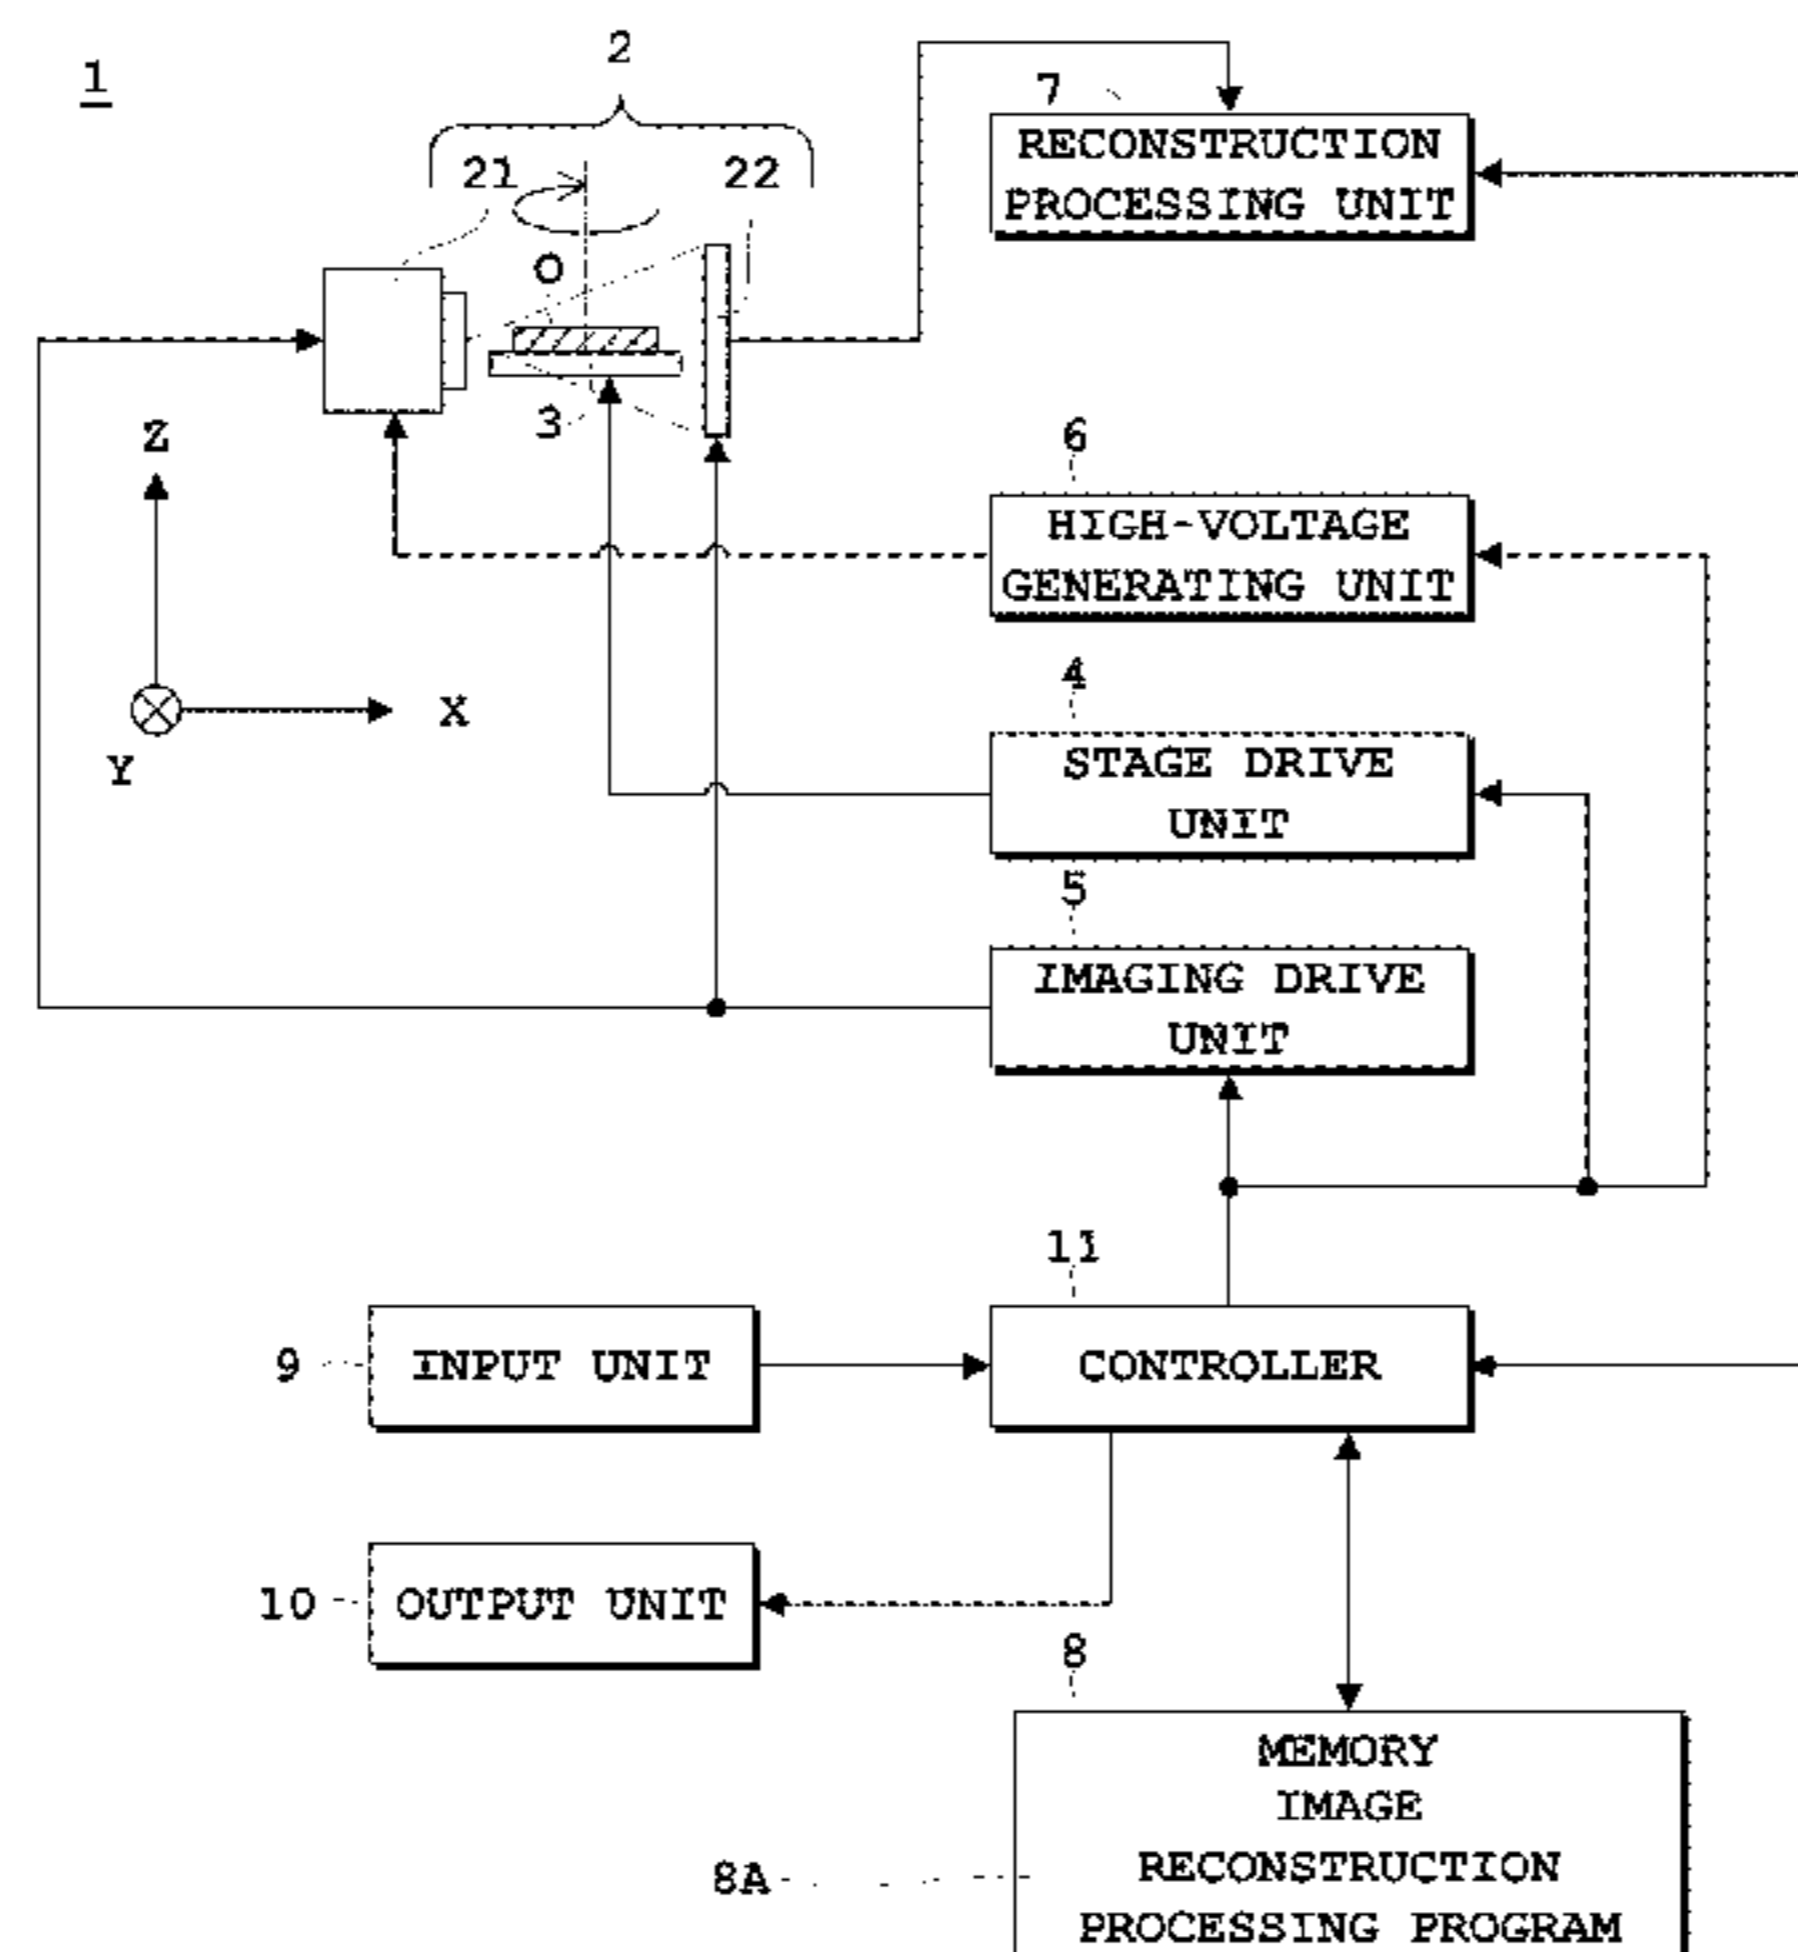 1
2
21
22
O
3
7
RECONSTRUCTION
PROCESSING UNIT
Z
X
Y
6
HIGH-VOLTAGE
GENERATING UNIT
4
STAGE DRIVE
UNIT
5
IMAGING DRIVE
UNIT
11
CONTROLLER
9
INPUT UNIT
10
OUTPUT UNIT
8
MEMORY
IMAGE
RECONSTRUCTION
PROCESSING PROGRAM
8A